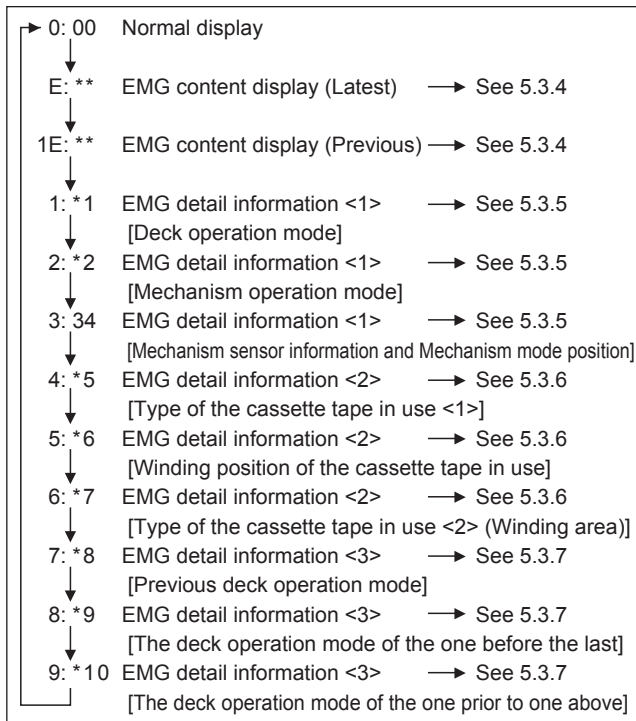 0: 00 Normal display
E: ** EMG content display (Latest) → See 5.3.4
1E: ** EMG content display (Previous) → See 5.3.4
1: *1 EMG detail information <1> → See 5.3.5
[Deck operation mode]
2: *2 EMG detail information <1> → See 5.3.5
[Mechanism operation mode]
3: 34 EMG detail information <1> → See 5.3.5
[Mechanism sensor information and Mechanism mode position]
4: *5 EMG detail information <2> → See 5.3.6
[Type of the cassette tape in use <1>]
5: *6 EMG detail information <2> → See 5.3.6
[Winding position of the cassette tape in use]
6: *7 EMG detail information <2> → See 5.3.6
[Type of the cassette tape in use <2> (Winding area)]
7: *8 EMG detail information <3> → See 5.3.7
[Previous deck operation mode]
8: *9 EMG detail information <3> → See 5.3.7
[The deck operation mode of the one before the last]
9: *10 EMG detail information <3> → See 5.3.7
[The deck operation mode of the one prior to one above]